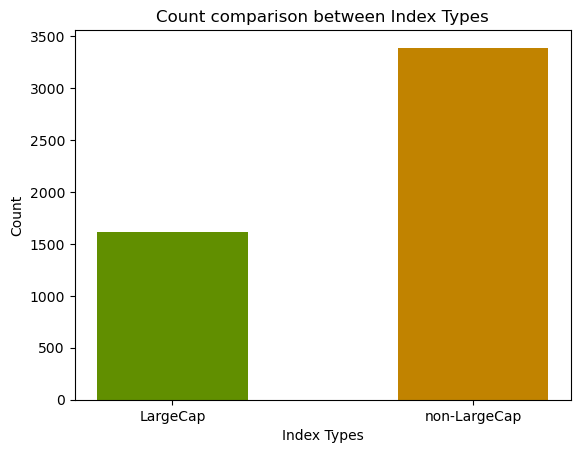 Count comparison between Index Types
3500
3000
2500
2000
1500
1000
500
0
Count
LargeCap
non-LargeCap
Index Types